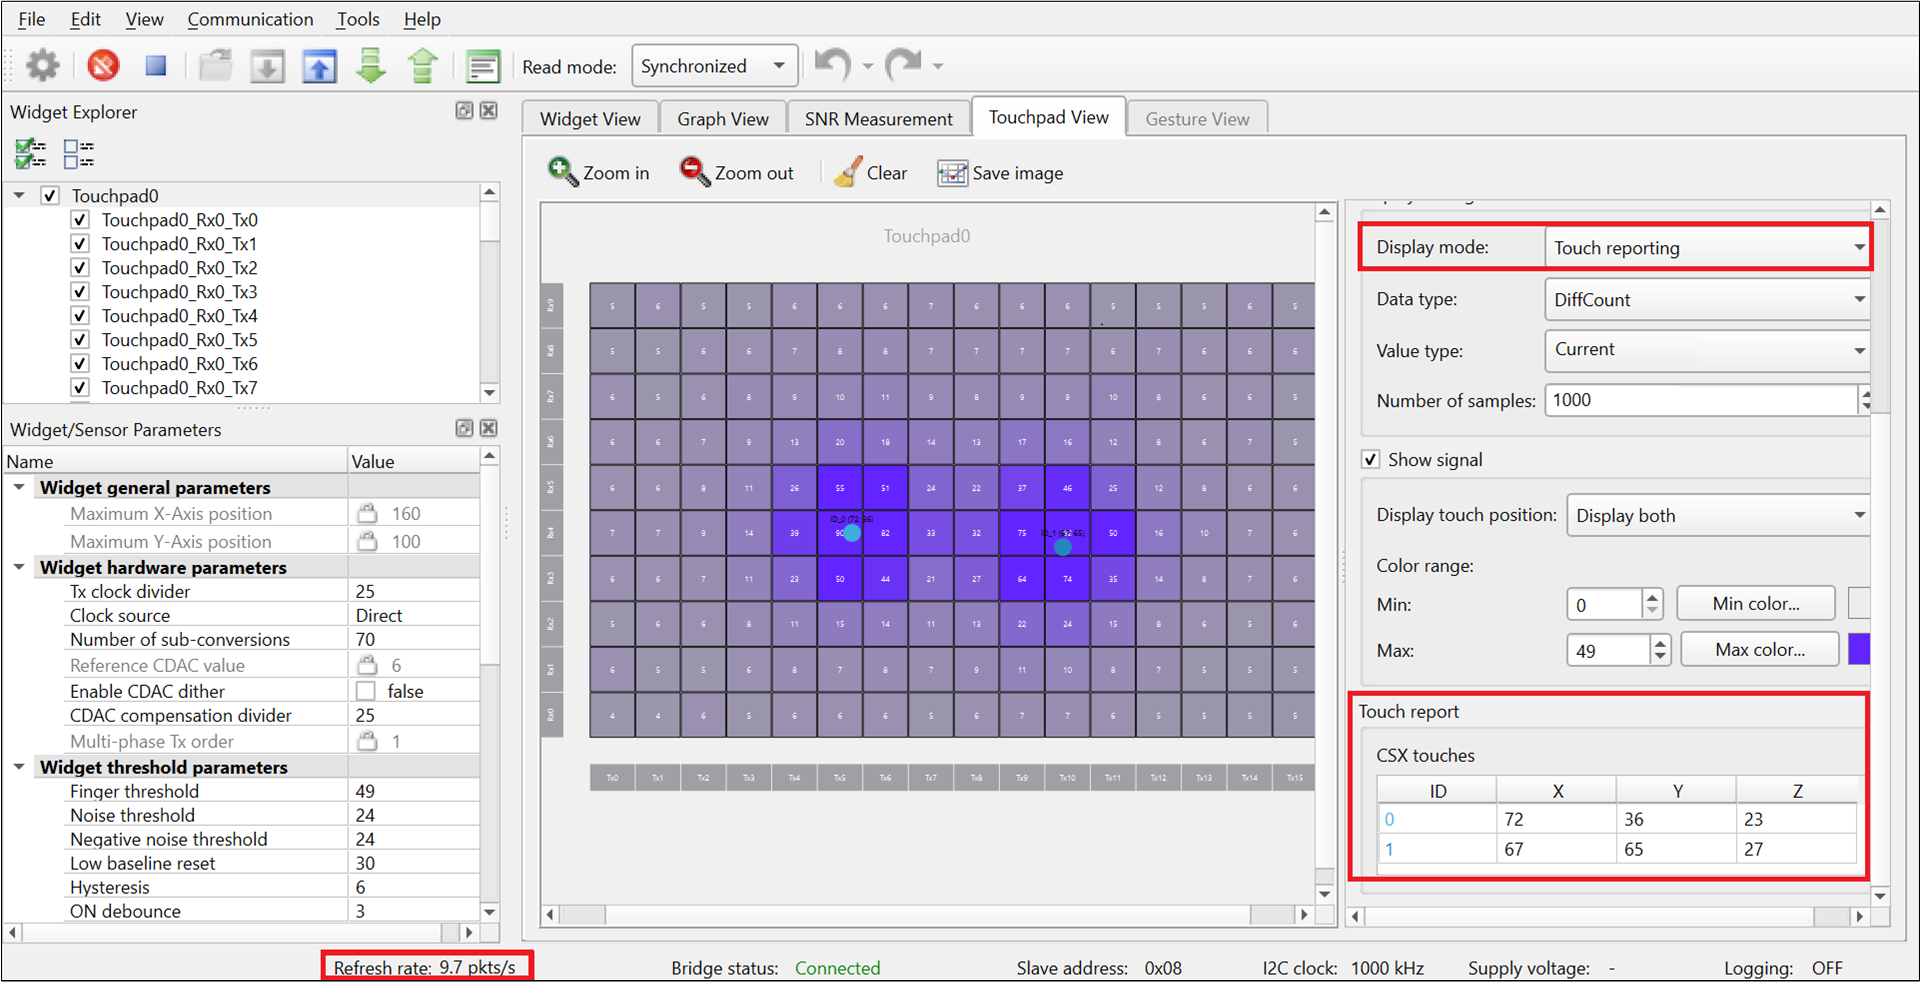 File Edit View Communication Tools Help
Read mode: Synchronized
Widget Explorer
Touchpad0
Touchpad0_Rx0_Tx0
Touchpad0_Rx0_Tx1
Touchpad0_Rx0_Tx2
Touchpad0_Rx0_Tx3
Touchpad0_Rx0_Tx4
Touchpad0_Rx0_Tx5
Touchpad0_Rx0_Tx6
Touchpad0_Rx0_Tx7
Widget/Sensor Parameters
Name Value
Widget general parameters
Maximum X-Axis position 160
Maximum Y-Axis position 100
Widget hardware parameters
Tx clock divider 25
Clock source Direct
Number of sub-conversions 70
Reference CDAC value 6
Enable CDAC dither false
CDAC compensation divider 25
Multi-phase Tx order 1
Widget threshold parameters
Finger threshold 49
Noise threshold 24
Negative noise threshold 24
Low baseline reset 30
Hysteresis 6
ON debounce 3
Widget View Graph View SNR Measurement Touchpad View Gesture View
Zoom in Zoom out Clear Save image
Touchpad0
Rx9 5 6 5 5 6 6 6 7 6 6 6 5 5 5 6 5
Rx8 5 5 6 6 7 8 8 7 7 7 7 6 7 6 6 6
Rx7 6 5 6 8 9 10 11 9 8 9 9 10 8 6 6 5
Rx6 6 6 7 9 13 20 18 14 13 17 16 12 8 6 7 5
Rx5 6 6 8 11 26 55 51 24 22 37 46 25 12 8 6 6
ID_0 (72; 36)
Rx4 7 7 9 14 39 90 82 33 32 75 50 16 10 7 6
Rx3 6 6 7 11 23 50 44 21 27 64 74 35 14 8 7 6
Rx2 5 6 6 8 11 15 14 11 13 22 24 15 8 6 5 6
Rx1 6 5 5 6 8 7 8 7 9 11 10 8 7 6 5 5
Rx0 4 4 6 5 6 6 6 5 6 7 7 6 5 5 5 5
Tx0 Tx1 Tx2 Tx3 Tx4 Tx5 Tx6 Tx7 Tx8 Tx9 Tx10 Tx11 Tx12 Tx13 Tx14 Tx15
Display mode: Touch reporting
Data type: DiffCount
Value type: Current
Number of samples: 1000
Show signal
Display touch position: Display both
Color range:
Min: 0 Min color...
Max: 49 Max color...
Touch report
CSX touches
ID X Y Z
0 72 36 23
1 67 65 27
Refresh rate: 9.7 pkts/s Bridge status: Connected Slave address: 0x08 I2C clock: 1000 kHz Supply voltage: - Logging: OFF